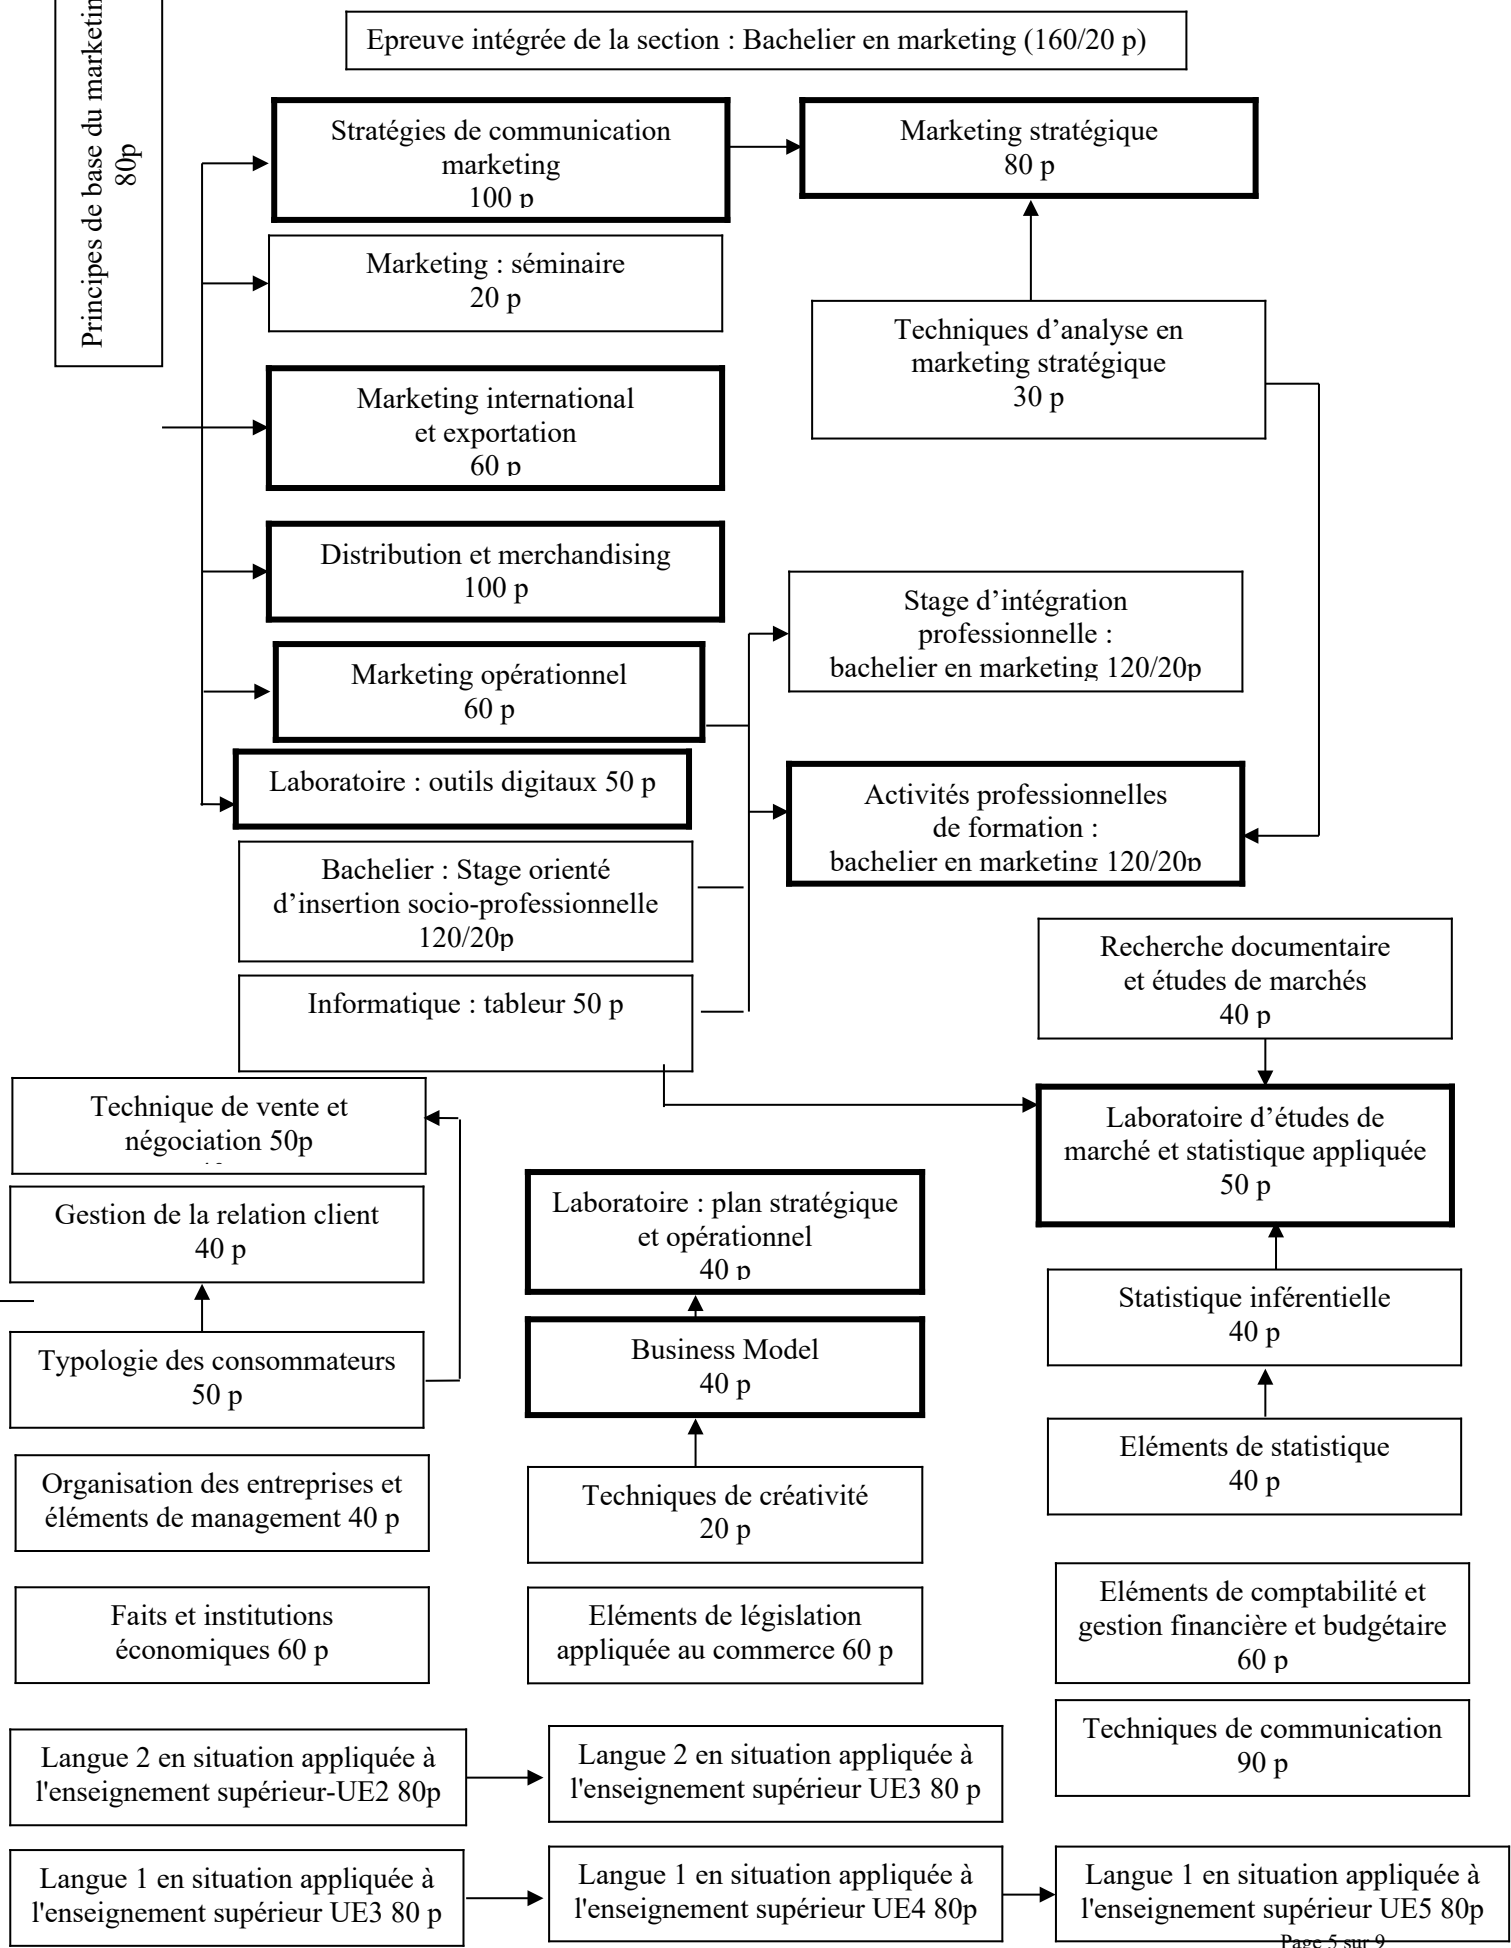 Principes de base du marketin
80p
Epreuve intégrée de la section : Bachelier en marketing (160/20 p)
Stratégies de communication
marketing
100 p
Marketing stratégique
80 p
Marketing : séminaire
20 p
Techniques d’analyse en
marketing stratégique
30 p
Marketing international
et exportation
60 p
Distribution et merchandising
100 p
Stage d’intégration
professionnelle :
bachelier en marketing 120/20p
Marketing opérationnel
60 p
Laboratoire : outils digitaux 50 p
Activités professionnelles
de formation :
bachelier en marketing 120/20p
Bachelier : Stage orienté
d’insertion socio-professionnelle
120/20p
Recherche documentaire
et études de marchés
40 p
Informatique : tableur 50 p
Technique de vente et
négociation 50p
Laboratoire d’études de
marché et statistique appliquée
50 p
Gestion de la relation client
40 p
Laboratoire : plan stratégique
et opérationnel
40 p
Statistique inférentielle
40 p
Typologie des consommateurs
50 p
Business Model
40 p
Eléments de statistique
40 p
Organisation des entreprises et
éléments de management 40 p
Techniques de créativité
20 p
Faits et institutions
économiques 60 p
Eléments de législation
appliquée au commerce 60 p
Eléments de comptabilité et
gestion financière et budgétaire
60 p
Techniques de communication
90 p
Langue 2 en situation appliquée à
l'enseignement supérieur-UE2 80p
Langue 2 en situation appliquée à
l'enseignement supérieur UE3 80 p
Langue 1 en situation appliquée à
l'enseignement supérieur UE3 80 p
Langue 1 en situation appliquée à
l'enseignement supérieur UE4 80p
Langue 1 en situation appliquée à
l'enseignement supérieur UE5 80p
Page 5 sur 9